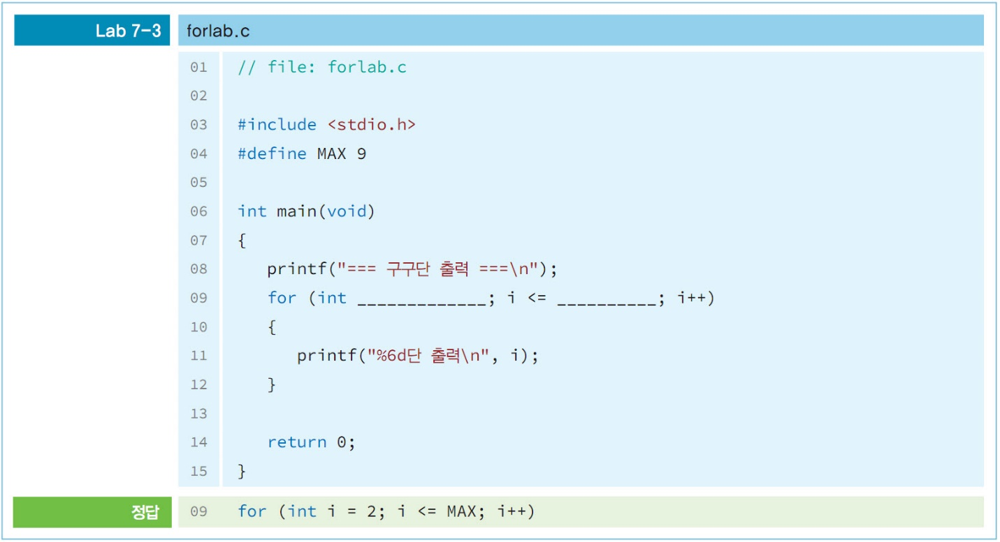 Lab 7-3 forlab.c
01 // file: forlab.c
02
03 #include <stdio.h>
04 #define MAX 9
05
06 int main(void)
07 {
08 printf("=== 구구단 출력 ===\n");
09 for (int _____________; i <= __________; i++)
10 {
11 printf("%6d단 출력\n", i);
12 }
13
14 return 0;
15 }
정답 09 for (int i = 2; i <= MAX; i++)